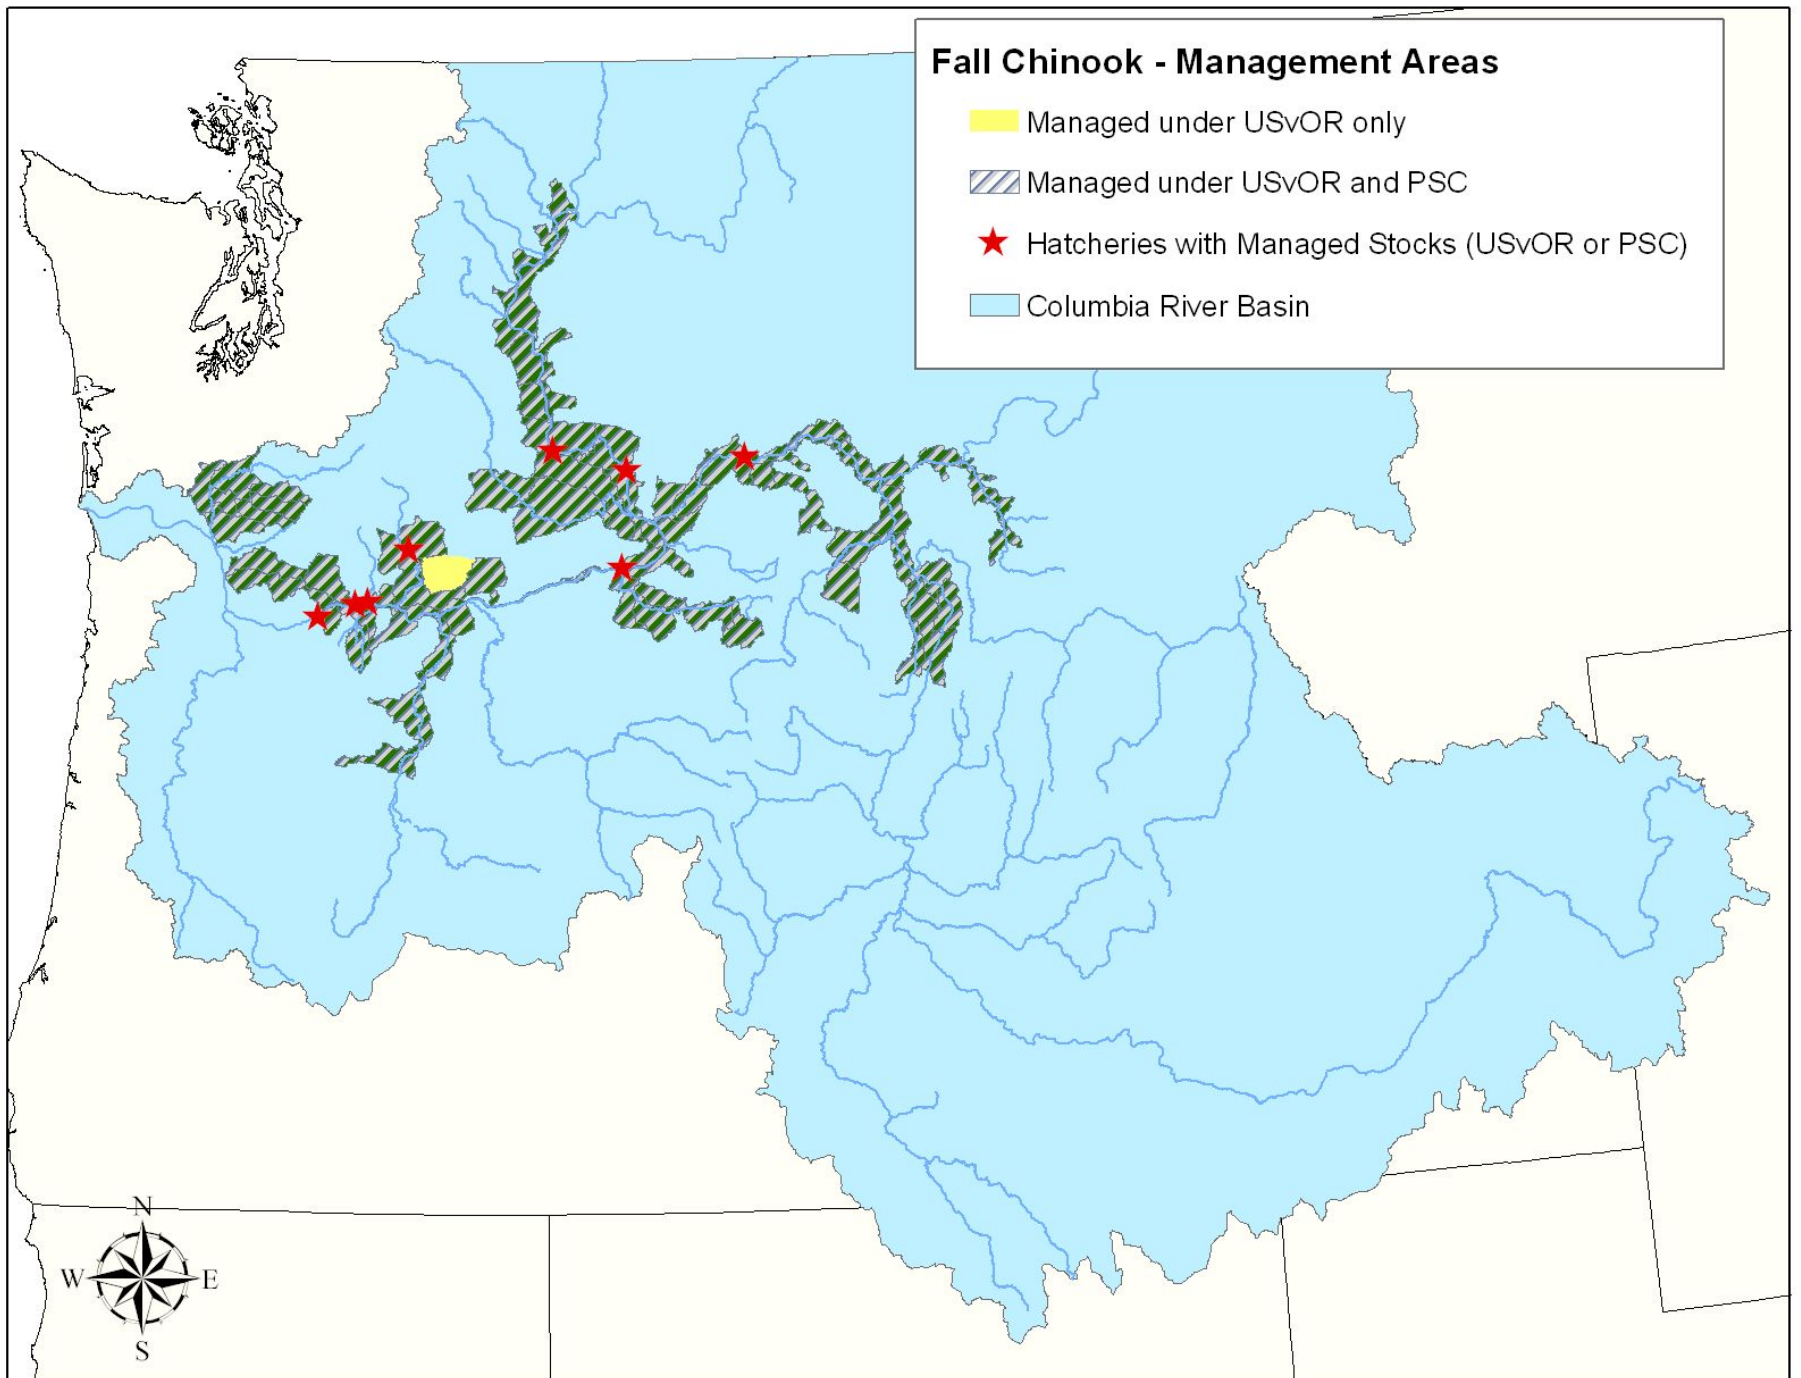 Fall Chinook - Management Areas
Managed under USvOR only
Managed under USvOR and PSC
Hatcheries with Managed Stocks (USvOR or PSC)
Columbia River Basin
N
W E
S